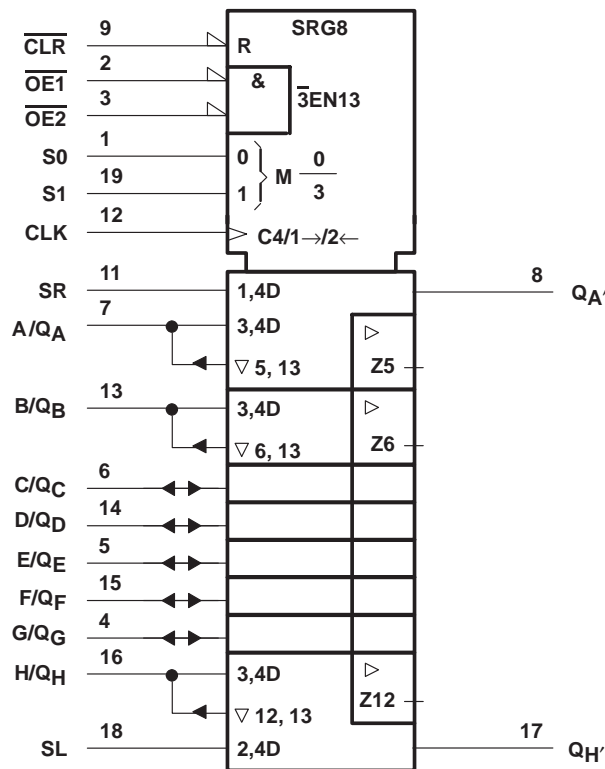 SRG8
CLR 9 R
OE1 2 &
OE2 3 3EN13
S0 1 0
M 0/3
S1 19 1
CLK 12 C4/1→/2←
SR 11 1,4D 8 QA′
A/QA 7 3,4D
▷
▽ 5, 13 Z5
B/QB 13 3,4D
▷
▽ 6, 13 Z6
C/QC 6
D/QD 14
E/QE 5
F/QF 15
G/QG 4
H/QH 16 3,4D
▷
▽ 12, 13 Z12
SL 18 2,4D 17 QH′